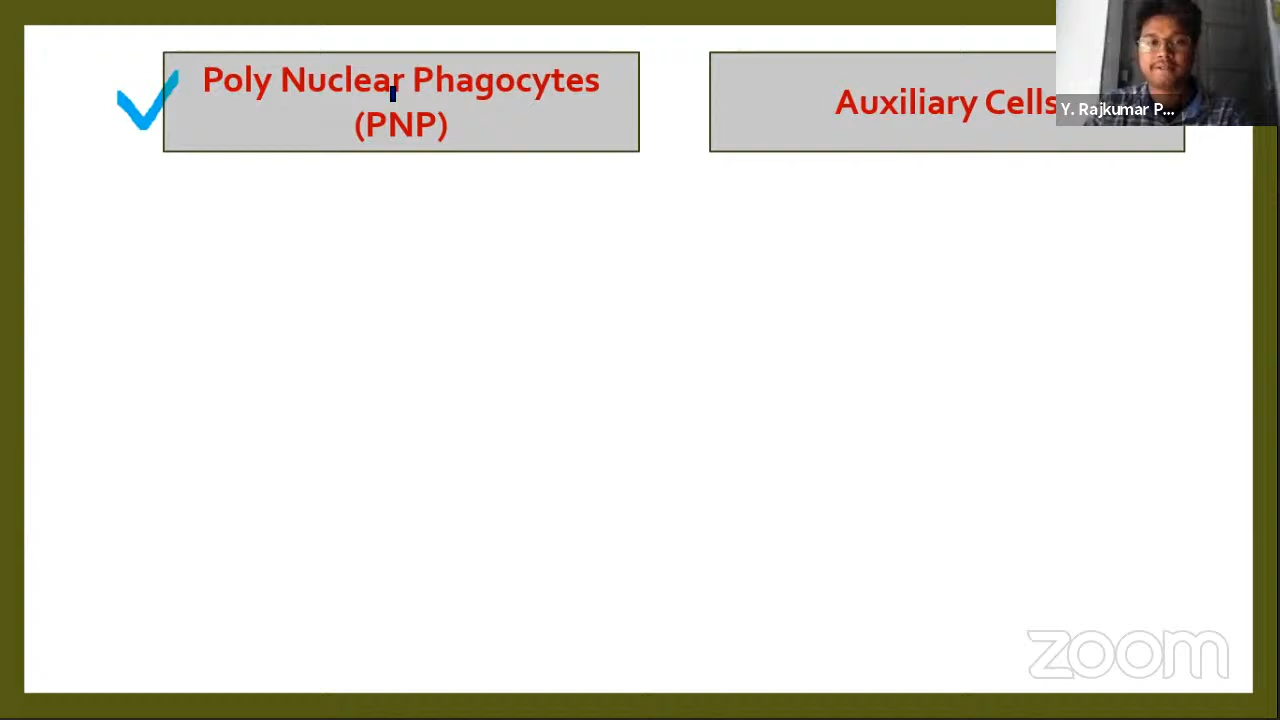 Poly Nuclear Phagocytes
(PNP)
Auxiliary Cells
Y. Rajkumar P...
zoom